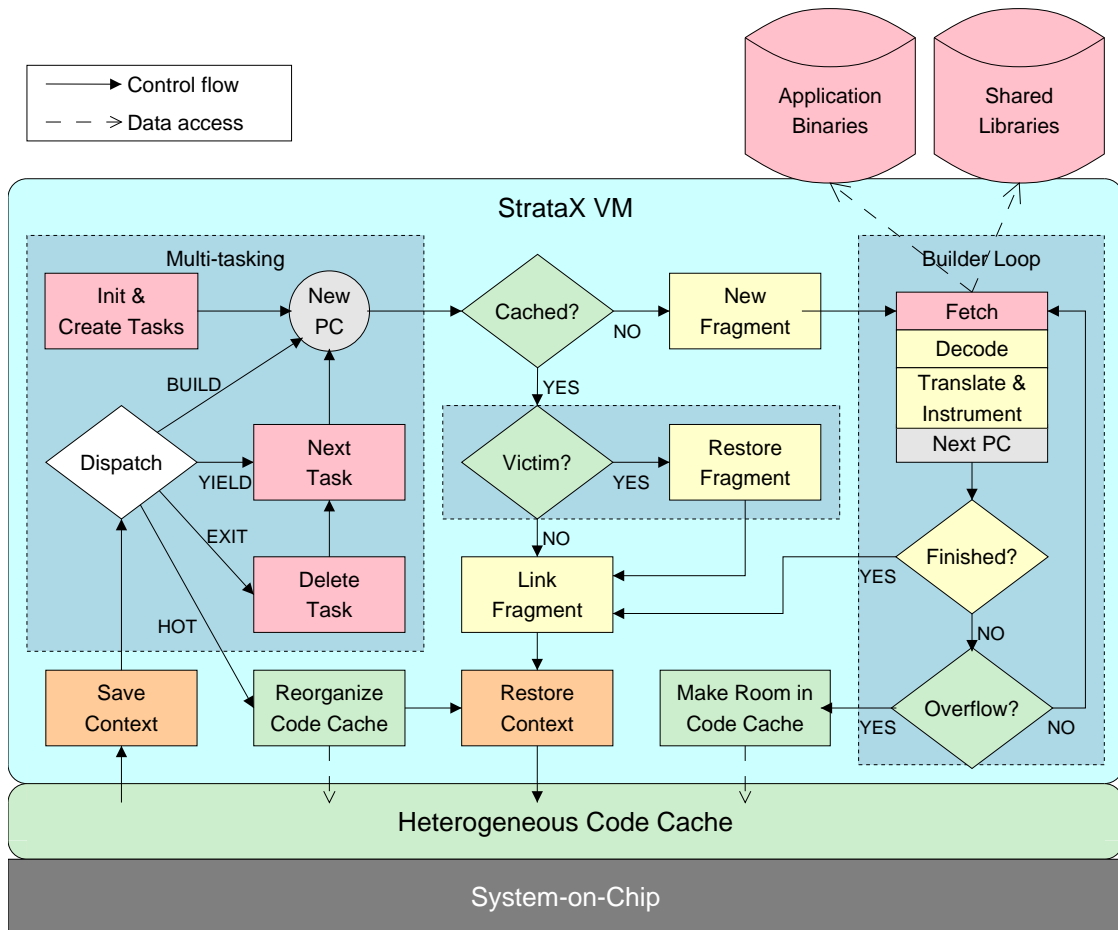 Control flow
Data access
Application
Binaries
Shared
Libraries
StrataX VM
Multi-tasking
Init &
Create Tasks
New
PC
BUILD
Dispatch
YIELD
Next
Task
EXIT
Delete
Task
HOT
Save
Context
Reorganize
Code Cache
Cached?
NO
New
Fragment
YES
Victim?
YES
Restore
Fragment
NO
Link
Fragment
Restore
Context
Make Room in
Code Cache
Builder Loop
Fetch
Decode
Translate &
Instrument
Next PC
Finished?
YES
NO
Overflow?
YES
NO
Heterogeneous Code Cache
System-on-Chip